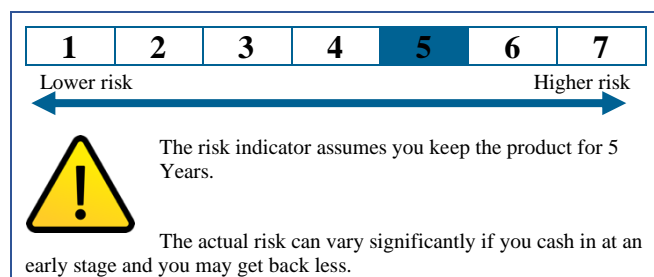 1 2 3 4 5 6 7
Lower risk Higher risk
The risk indicator assumes you keep the product for 5
Years.
The actual risk can vary significantly if you cash in at an
early stage and you may get back less.